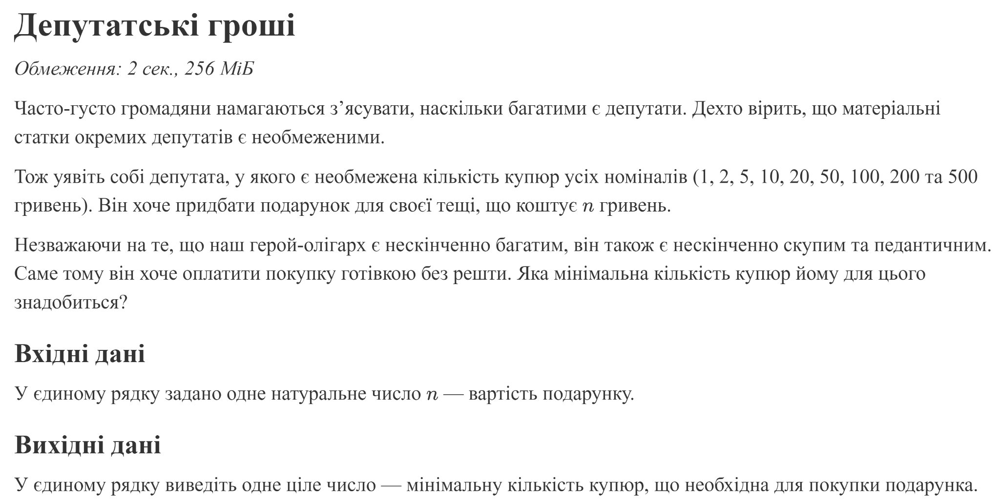 Депутатські гроші
Обмеження: 2 сек., 256 МіБ
Часто-густо громадяни намагаються з’ясувати, наскільки багатими є депутати. Дехто вірить, що матеріальні
статки окремих депутатів є необмеженими.
Тож уявіть собі депутата, у якого є необмежена кількість купюр усіх номіналів (1, 2, 5, 10, 20, 50, 100, 200 та 500
гривень). Він хоче придбати подарунок для своєї тещі, що коштує n гривень.
Незважаючи на те, що наш герой-олігарх є нескінченно багатим, він також є нескінченно скупим та педантичним.
Саме тому він хоче оплатити покупку готівкою без решти. Яка мінімальна кількість купюр йому для цього
знадобиться?
Вхідні дані
У єдиному рядку задано одне натуральне число n — вартість подарунку.
Вихідні дані
У єдиному рядку виведіть одне ціле число — мінімальну кількість купюр, що необхідна для покупки подарунка.